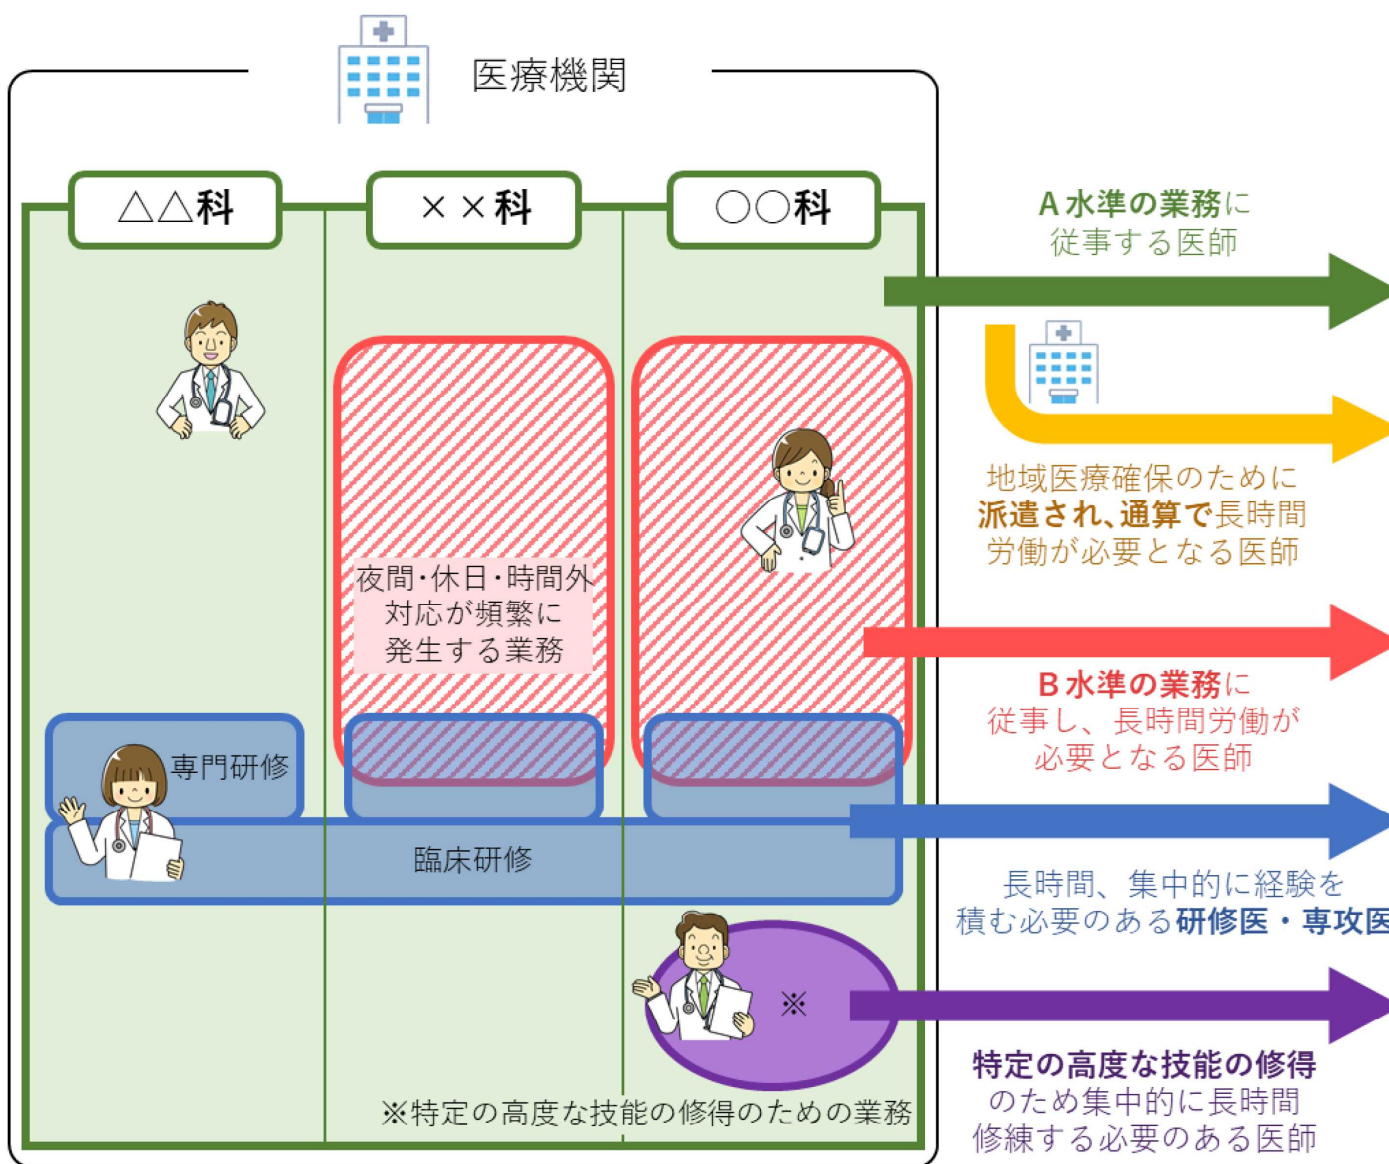 医療機関
△△科
××科
○○科
夜間・休日・時間外
対応が頻繁に
発生する業務
専門研修
臨床研修
※
※特定の高度な技能の修得のための業務
A水準の業務に
従事する医師
地域医療確保のために
派遣され、通算で長時間
労働が必要となる医師
B水準の業務に
従事し、長時間労働が
必要となる医師
長時間、集中的に経験を
積む必要のある研修医・専攻医
特定の高度な技能の修得
のため集中的に長時間
修練する必要のある医師